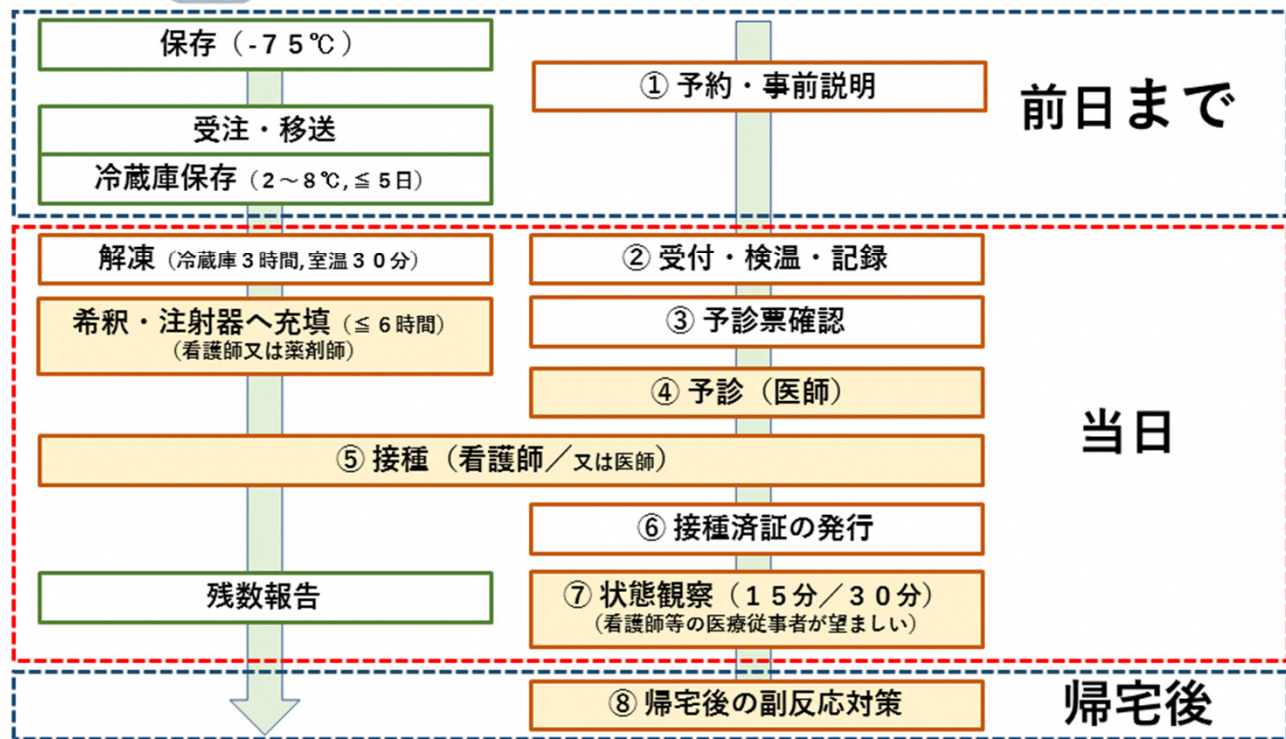 保存（-７５℃）
受注・移送
冷蔵庫保存（２～８℃,≦５日）
① 予約・事前説明
前日まで
解凍（冷蔵庫３時間,室温３０分）
希釈・注射器へ充填（≦６時間）
（看護師又は薬剤師）
② 受付・検温・記録
③ 予診票確認
④ 予診（医師）
⑤ 接種（看護師／又は医師）
⑥ 接種済証の発行
残数報告
⑦ 状態観察（１５分／３０分）
（看護師等の医療従事者が望ましい）
当日
⑧ 帰宅後の副反応対策
帰宅後